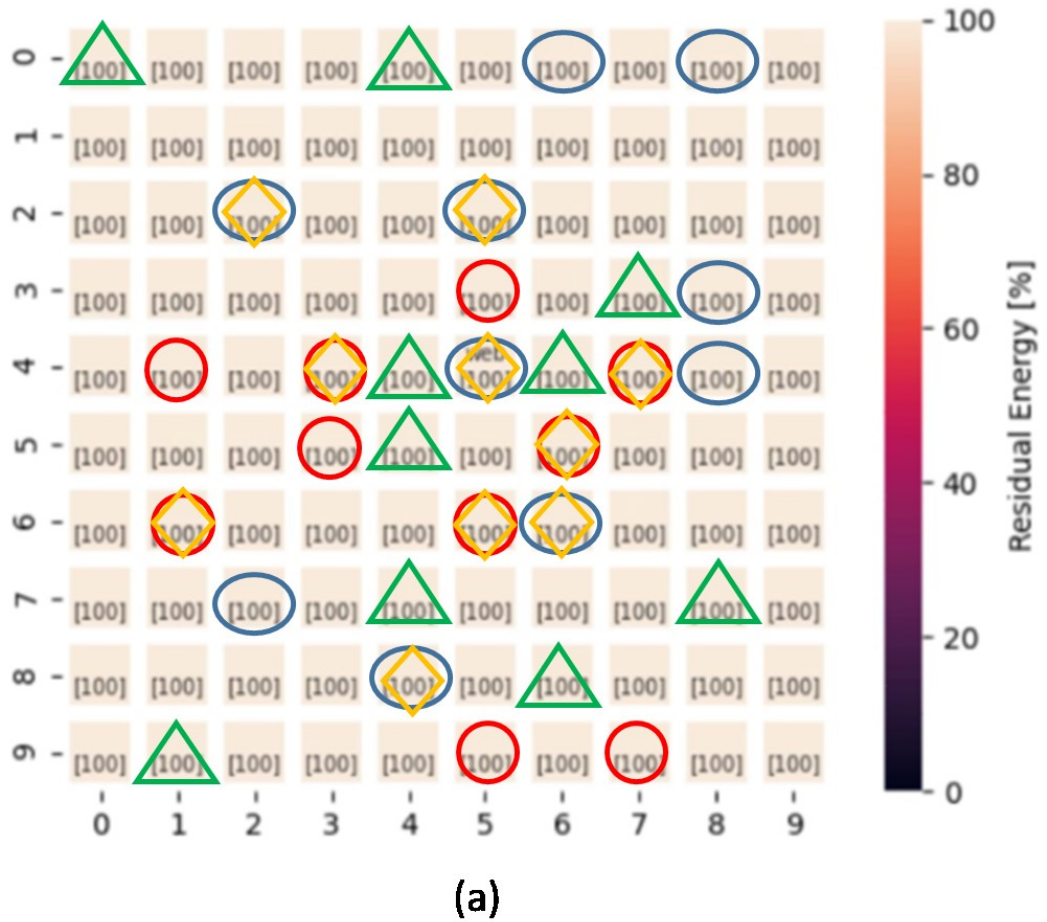 0 [100] [100] [100] [100] [100] [100] [100] [100] [100] [100]
1 [100] [100] [100] [100] [100] [100] [100] [100] [100] [100]
2 [100] [100] [100] [100] [100] [100] [100] [100] [100] [100]
3 [100] [100] [100] [100] [100] [100] [100] [100] [100] [100]
web
4 [100] [100] [100] [100] [100] [100] [100] [100] [100] [100]
5 [100] [100] [100] [100] [100] [100] [100] [100] [100] [100]
6 [100] [100] [100] [100] [100] [100] [100] [100] [100] [100]
7 [100] [100] [100] [100] [100] [100] [100] [100] [100] [100]
8 [100] [100] [100] [100] [100] [100] [100] [100] [100] [100]
9 [100] [100] [100] [100] [100] [100] [100] [100] [100] [100]
0 1 2 3 4 5 6 7 8 9
100
80
60
40
20
0
Residual Energy [%]
(a)